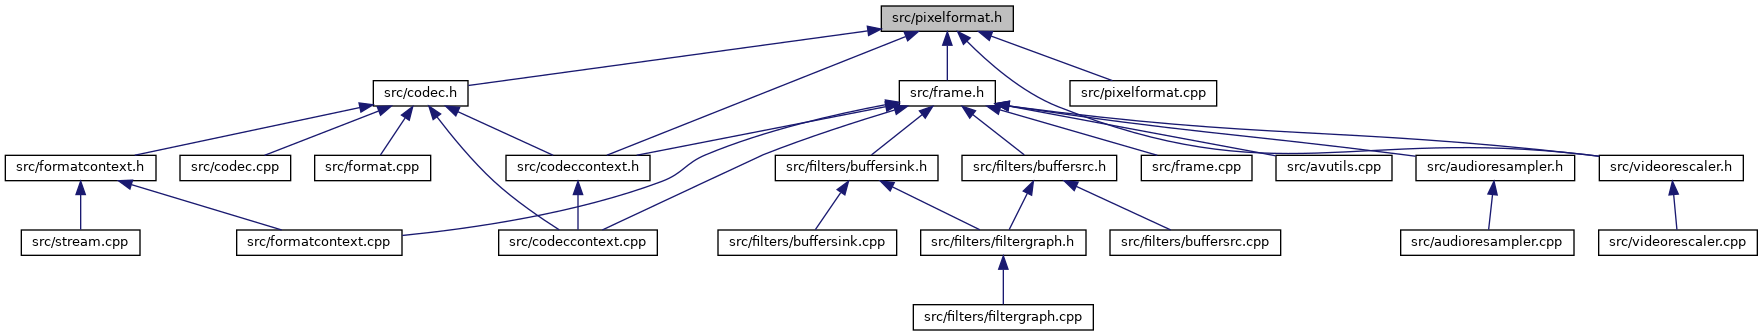 src/pixelformat.h
src/codec.h
src/frame.h
src/pixelformat.cpp
src/formatcontext.h
src/codec.cpp
src/format.cpp
src/codeccontext.h
src/filters/buffersink.h
src/filters/buffersrc.h
src/frame.cpp
src/avutils.cpp
src/audioresampler.h
src/videorescaler.h
src/stream.cpp
src/formatcontext.cpp
src/codeccontext.cpp
src/filters/buffersink.cpp
src/filters/filtergraph.h
src/filters/buffersrc.cpp
src/audioresampler.cpp
src/videorescaler.cpp
src/filters/filtergraph.cpp